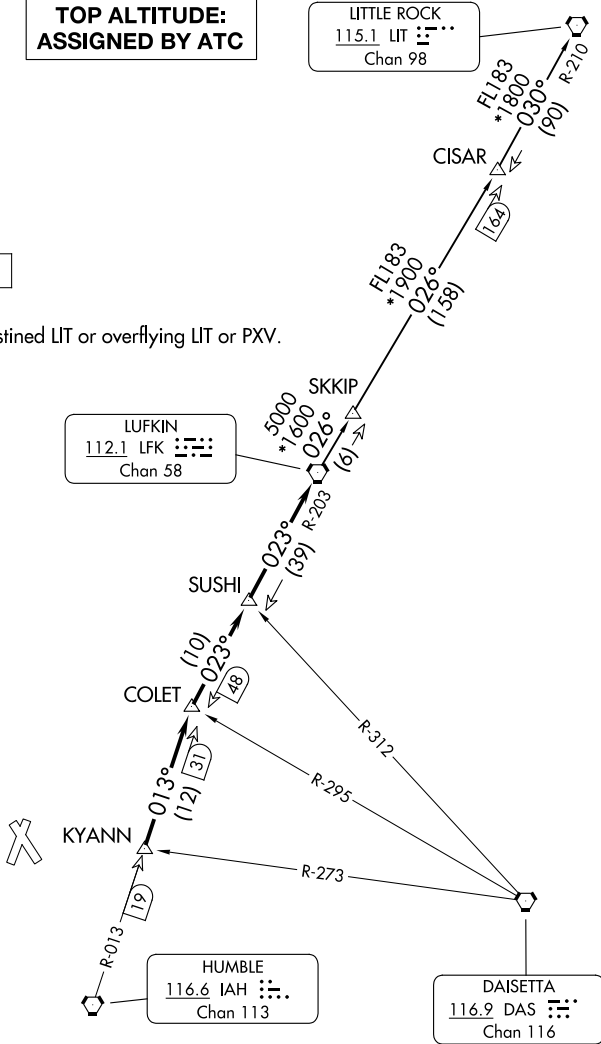 TOP ALTITUDE:
ASSIGNED BY ATC
LITTLE ROCK
115.1 LIT
Chan 98
R-210
FL183
*1800
030°
(90)
CISAR
164
FL183
*1900
026°
(158)
stined LIT or overflying LIT or PXV.
SKKIP
5000
*1600
026°
(6)
LUFKIN
112.1 LFK
Chan 58
R-203
023°
(39)
SUSHI
(10)
023°
48
COLET
R-312
31
013°
(12)
R-295
KYANN
R-273
19
R-013
HUMBLE
116.6 IAH
Chan 113
DAISETTA
116.9 DAS
Chan 116